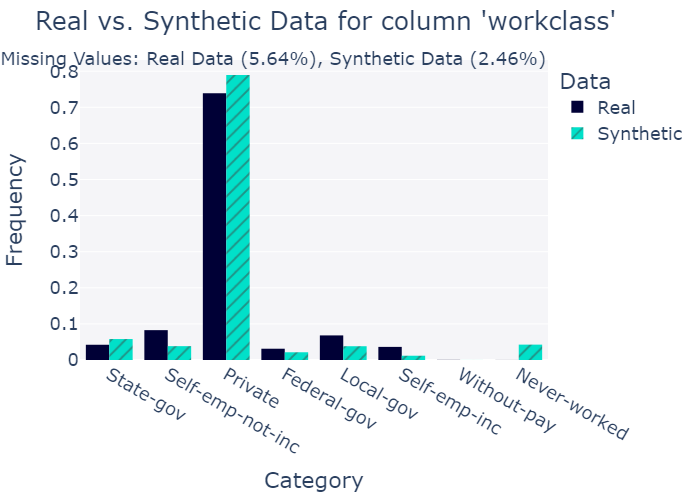 Real vs. Synthetic Data for column 'workclass'
Missing Values: Real Data (5.64%), Synthetic Data (2.46%)
Data
Real
Synthetic
Frequency
0.8
0.7
0.6
0.5
0.4
0.3
0.2
0.1
0
State-gov
Self-emp-not-inc
Private
Federal-gov
Local-gov
Self-emp-inc
Without-pay
Never-worked
Category